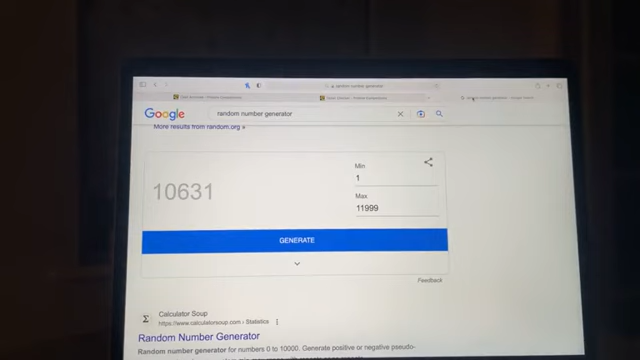 Google
random number generator
More results from random.org
Min
1
10631
Max
11999
GENERATE
Feedback
Calculator Soup
https://www.calculatorsoup.com › Statistics
Random Number Generator
Random number generator for numbers 0 to 10000. Generate positive or negative pseudo-